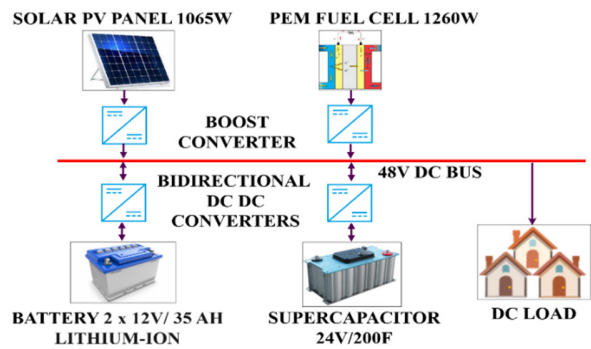 SOLAR PV PANEL 1065W
PEM FUEL CELL 1260W
BOOST
CONVERTER
48V DC BUS
BIDIRECTIONAL
DC DC
CONVERTERS
BATTERY 2 x 12V/ 35 AH
LITHIUM-ION
SUPERCAPACITOR
24V/200F
DC LOAD